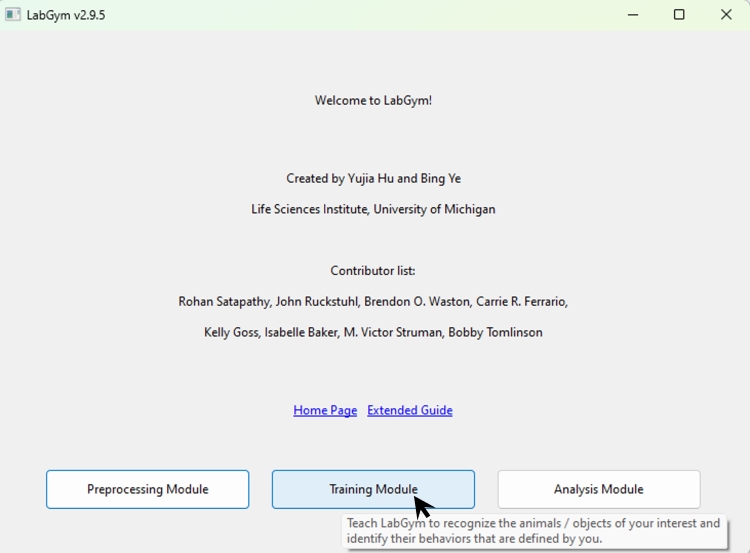 LabGym v2.9.5
Welcome to LabGym!
Created by Yujia Hu and Bing Ye
Life Sciences Institute, University of Michigan
Contributor list:
Rohan Satapathy, John Ruckstuhl, Brendon O. Waston, Carrie R. Ferrario,
Kelly Goss, Isabelle Baker, M. Victor Struman, Bobby Tomlinson
Home Page Extended Guide
Preprocessing Module Training Module Analysis Module
Teach LabGym to recognize the animals / objects of your interest and
identify their behaviors that are defined by you.